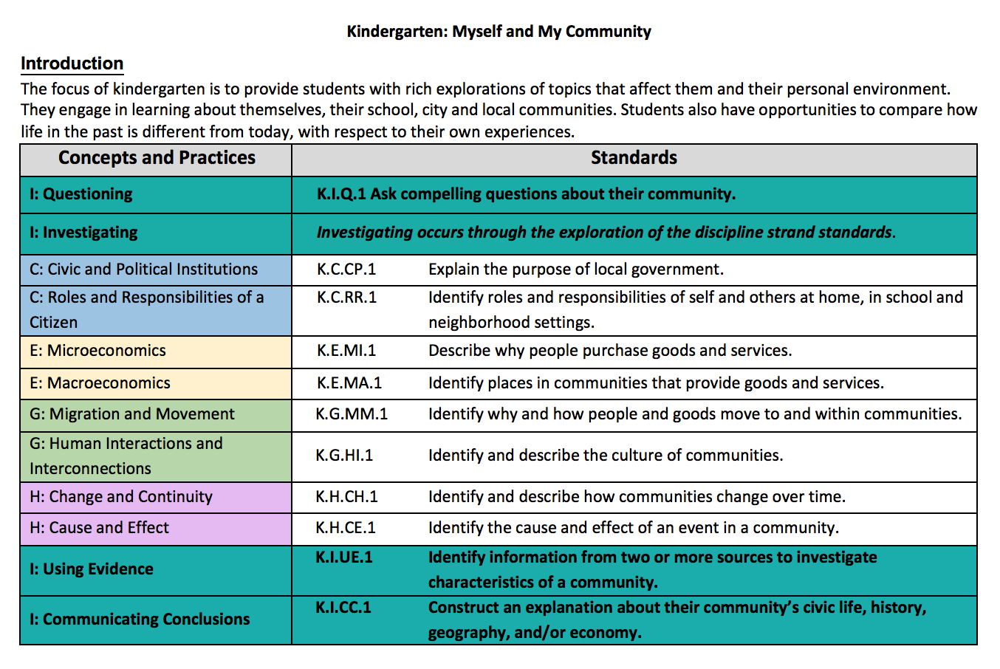 Kindergarten: Myself and My Community
Introduction
The focus of kindergarten is to provide students with rich explorations of topics that affect them and their personal environment.
They engage in learning about themselves, their school, city and local communities. Students also have opportunities to compare how
life in the past is different from today, with respect to their own experiences.
Concepts and Practices Standards
I: Questioning K.I.Q.1 Ask compelling questions about their community.
I: Investigating Investigating occurs through the exploration of the discipline strand standards.
C: Civic and Political Institutions K.C.CP.1 Explain the purpose of local government.
C: Roles and Responsibilities of a
Citizen
K.C.RR.1 Identify roles and responsibilities of self and others at home, in school and
neighborhood settings.
E: Microeconomics K.E.MI.1 Describe why people purchase goods and services.
E: Macroeconomics K.E.MA.1 Identify places in communities that provide goods and services.
G: Migration and Movement K.G.MM.1 Identify why and how people and goods move to and within communities.
G: Human Interactions and
Interconnections
K.G.HI.1 Identify and describe the culture of communities.
H: Change and Continuity K.H.CH.1 Identify and describe how communities change over time.
H: Cause and Effect K.H.CE.1 Identify the cause and effect of an event in a community.
I: Using Evidence
K.I.UE.1 Identify information from two or more sources to investigate
characteristics of a community.
I: Communicating Conclusions
K.I.CC.1 Construct an explanation about their community’s civic life, history,
geography, and/or economy.